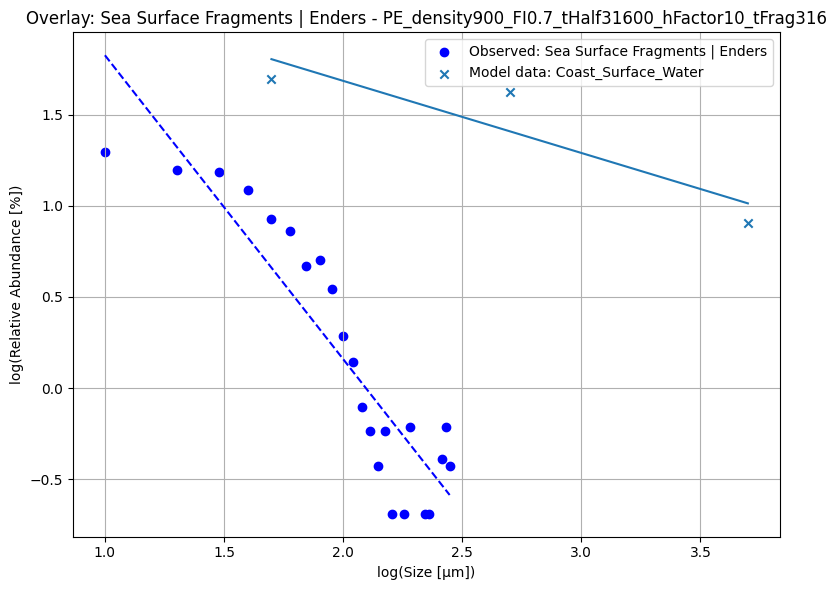 Overlay: Sea Surface Fragments | Enders - PE_density900_FI0.7_tHalf31600_hFactor10_tFrag316
Observed: Sea Surface Fragments | Enders
Model data: Coast_Surface_Water
log(Relative Abundance [%])
1.5
1.0
0.5
0.0
−0.5
1.0 1.5 2.0 2.5 3.0 3.5
log(Size [μm])